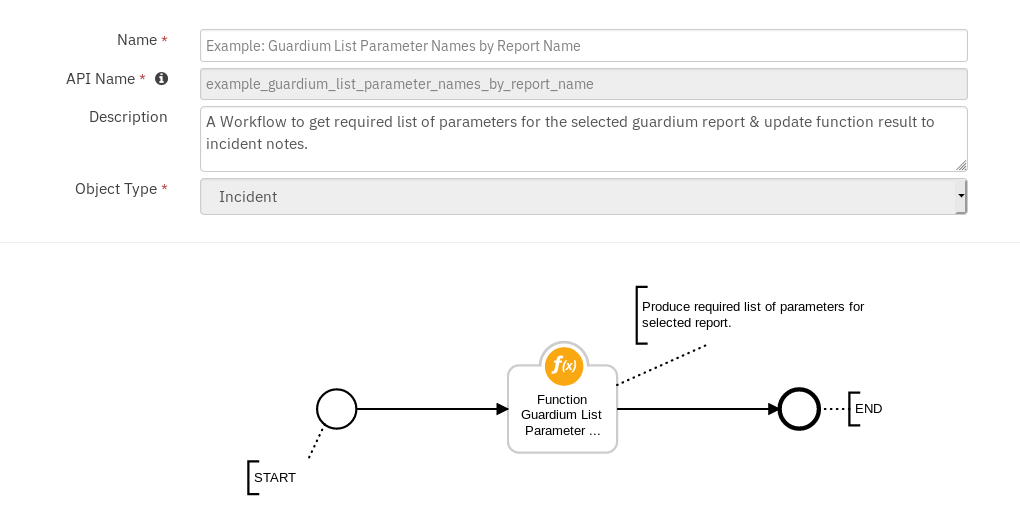 Name *
Example: Guardium List Parameter Names by Report Name
API Name *
example_guardium_list_parameter_names_by_report_name
Description
A Workflow to get required list of parameters for the selected guardium report & update function result to
incident notes.
Object Type *
Incident
Produce required list of parameters for
selected report.
f(x)
Function
Guardium List
Parameter ...
END
START